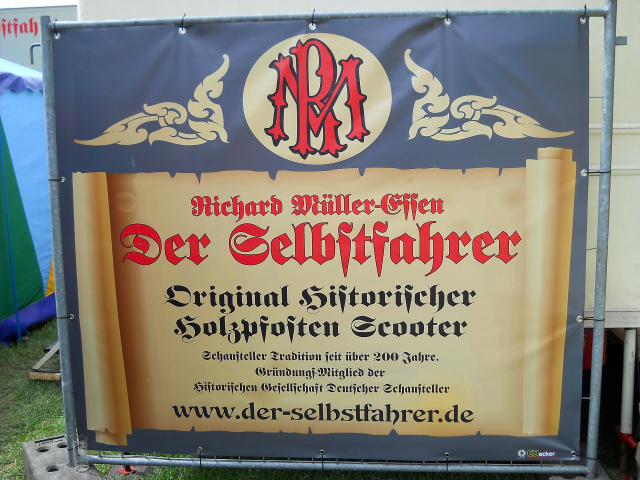 RM
Richard Müller-Eſſen
Der Selbſtfahrer
Original Hiſtoriſcher
Holzpfoſten Scooter
Schauſteller Tradition ſeit über 200 Jahre.
Gründungſ-Mitglied der
Hiſtoriſchen Geſellſchaft Deutſcher Schauſteller
www.der-selbstfahrer.de